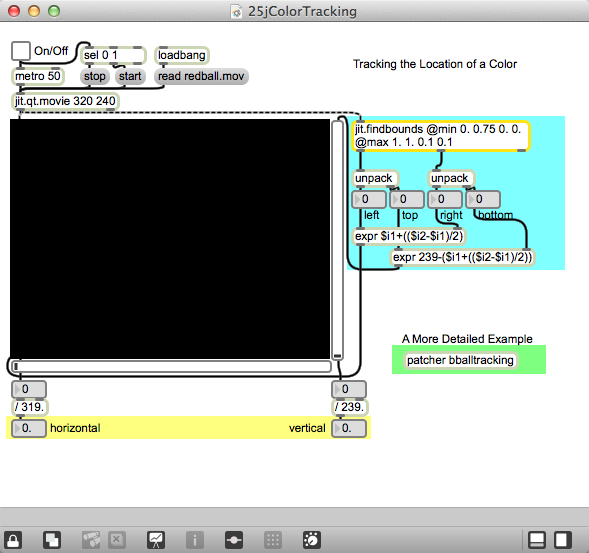 25jColorTracking
On/Off
sel 0 1
loadbang
metro 50
stop
start
read redball.mov
Tracking the Location of a Color
jit.qt.movie 320 240
jit.findbounds @min 0. 0.75 0. 0.
@max 1. 1. 0.1 0.1
unpack
unpack
0
0
0
0
left
top
right
bottom
expr $i1+(($i2-$i1)/2)
expr 239-($i1+(($i2-$i1)/2))
A More Detailed Example
patcher bballtracking
0
0
/ 319.
/ 239.
0.
horizontal
vertical
0.